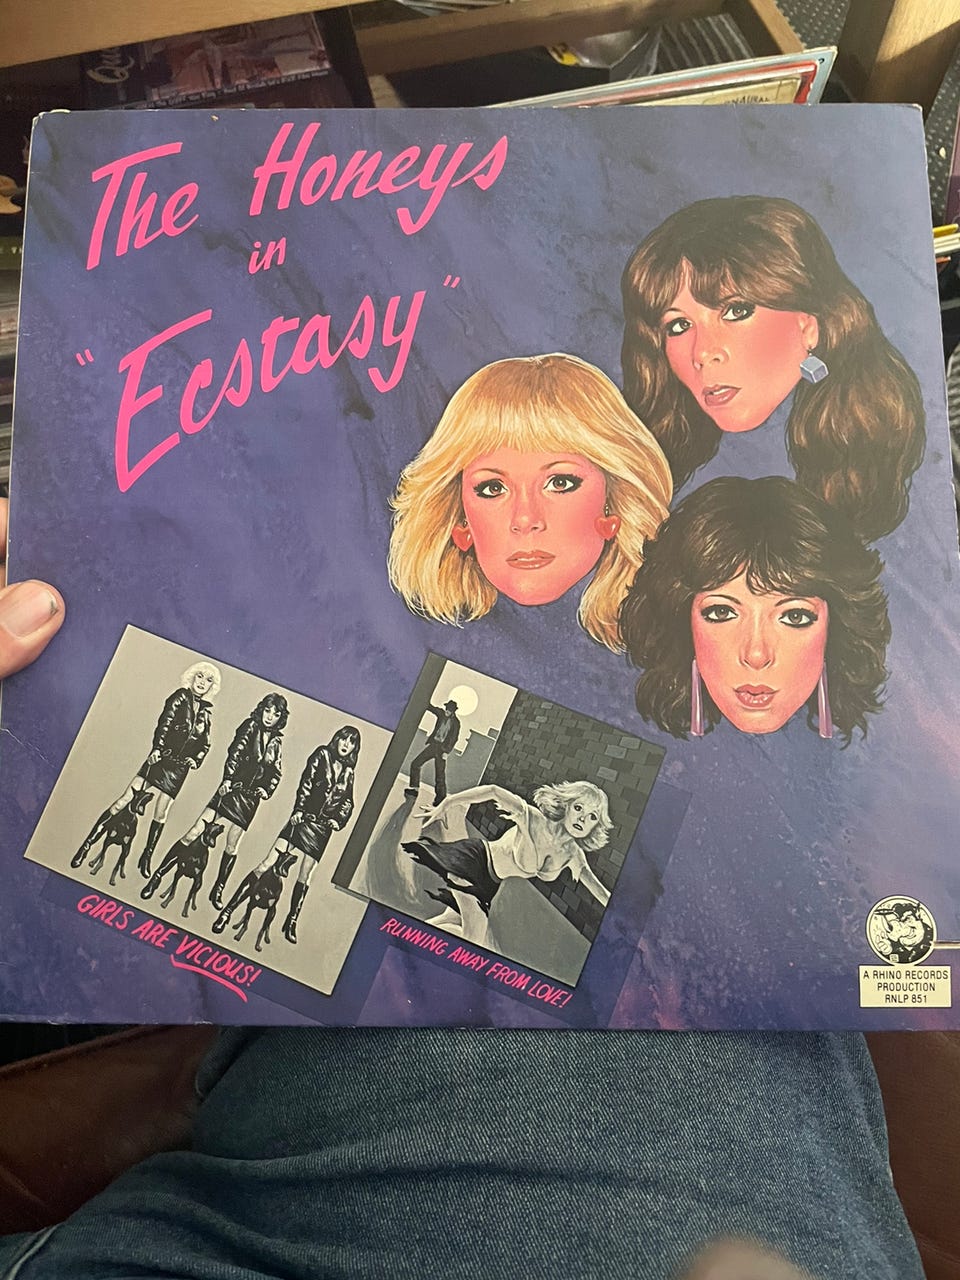 The Honeys
in
"Ecstasy"
GIRLS ARE VICIOUS!
RUNNING AWAY FROM LOVE!
A RHINO RECORDS
PRODUCTION
RNLP 851